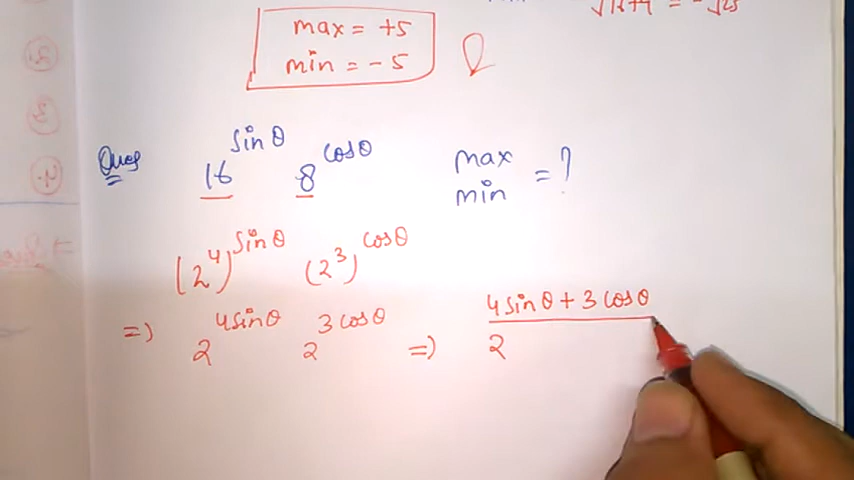 max = +5
min = -5
Ques 16^sinθ 8^cosθ max min = ?
(2^4)^sinθ (2^3)^cosθ
=) 2^4sinθ 2^3cosθ =) 2^4sinθ+3cosθ